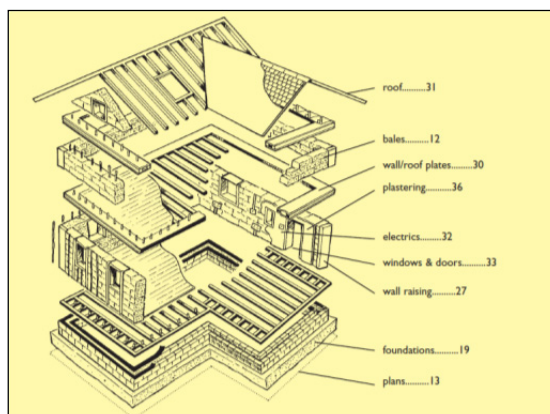 roof..........31
bales.........12
wall/roof plates.........30
plastering.........36
electrics.........32
windows & doors.........33
wall raising.........27
foundations.........19
plans.........13